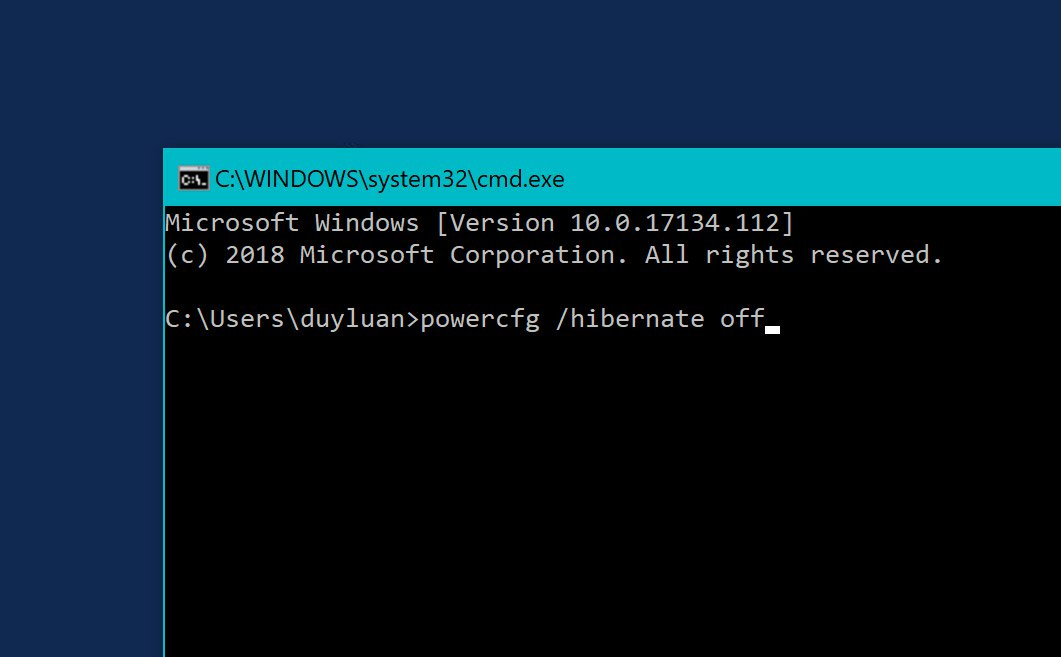 C:\WINDOWS\system32\cmd.exe
Microsoft Windows [Version 10.0.17134.112]
(c) 2018 Microsoft Corporation. All rights reserved.
C:\Users\duyluan>powercfg /hibernate off